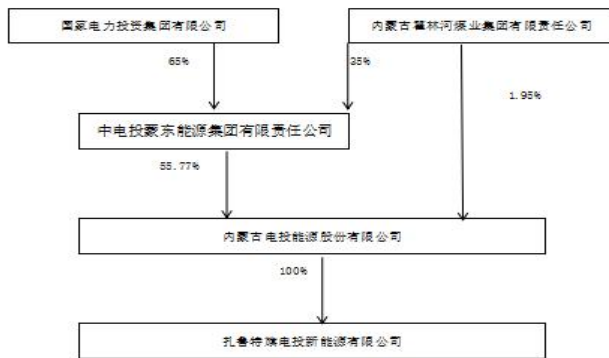 国家电力投资集团有限公司
内蒙古霍林河煤业集团有限责任公司
65%
35%
1.95%
中电投蒙东能源集团有限责任公司
55.77%
内蒙古电投能源股份有限公司
100%
扎鲁特旗电投新能源有限公司